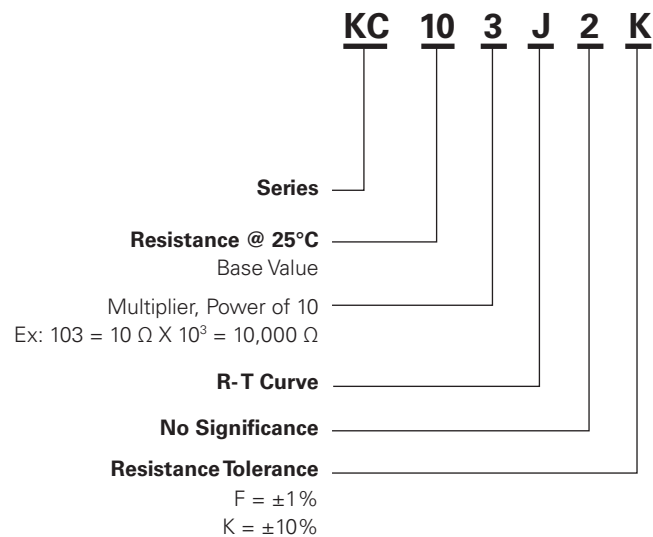 KC 10 3 J 2 K
Series
Resistance @ 25°C
Base Value
Multiplier, Power of 10
Ex: 103 = 10 Ω X 10³ = 10,000 Ω
R-T Curve
No Significance
Resistance Tolerance
F = ±1%
K = ±10%